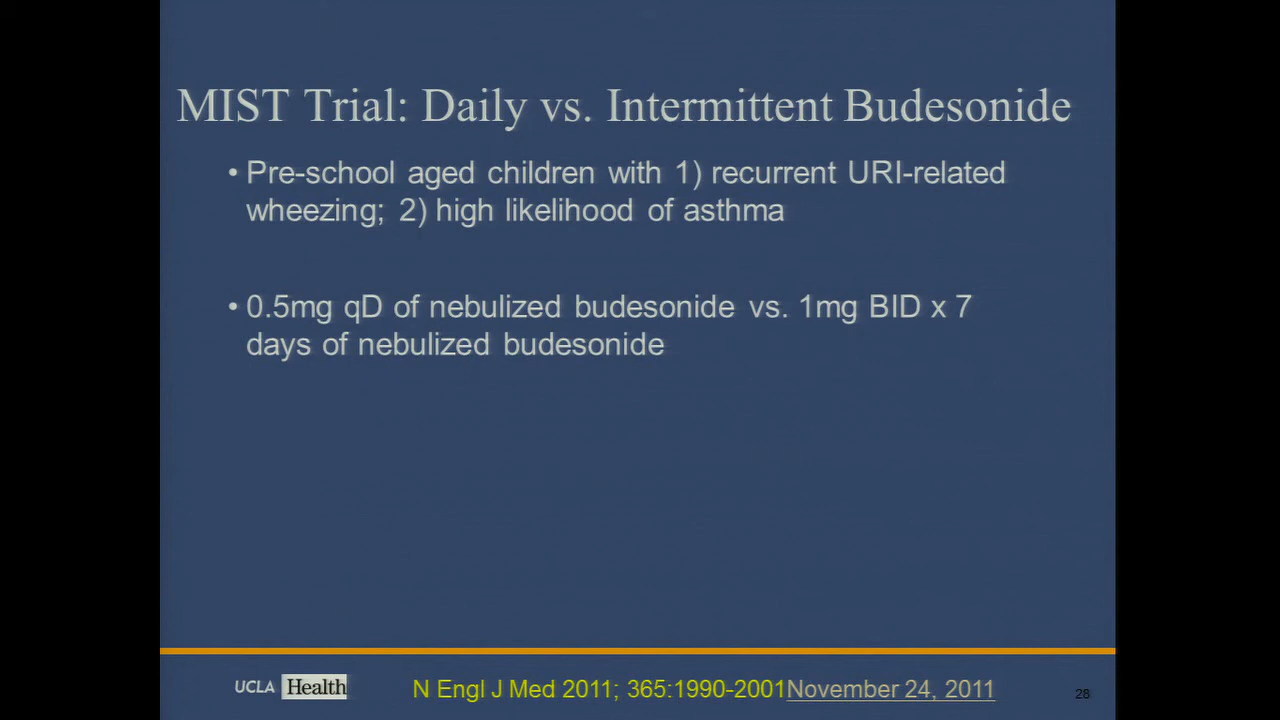 MIST Trial: Daily vs. Intermittent Budesonide
• Pre-school aged children with 1) recurrent URI-related
wheezing; 2) high likelihood of asthma
• 0.5mg qD of nebulized budesonide vs. 1mg BID x 7
days of nebulized budesonide
UCLA Health
N Engl J Med 2011; 365:1990-2001November 24, 2011
28